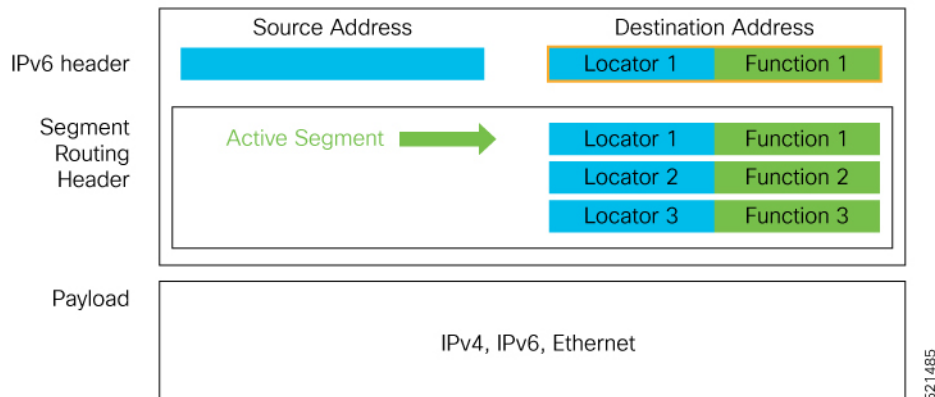 Source Address Destination Address
IPv6 header Locator 1 Function 1
Segment Routing Header
Active Segment Locator 1 Function 1
Locator 2 Function 2
Locator 3 Function 3
Payload
IPv4, IPv6, Ethernet
521485